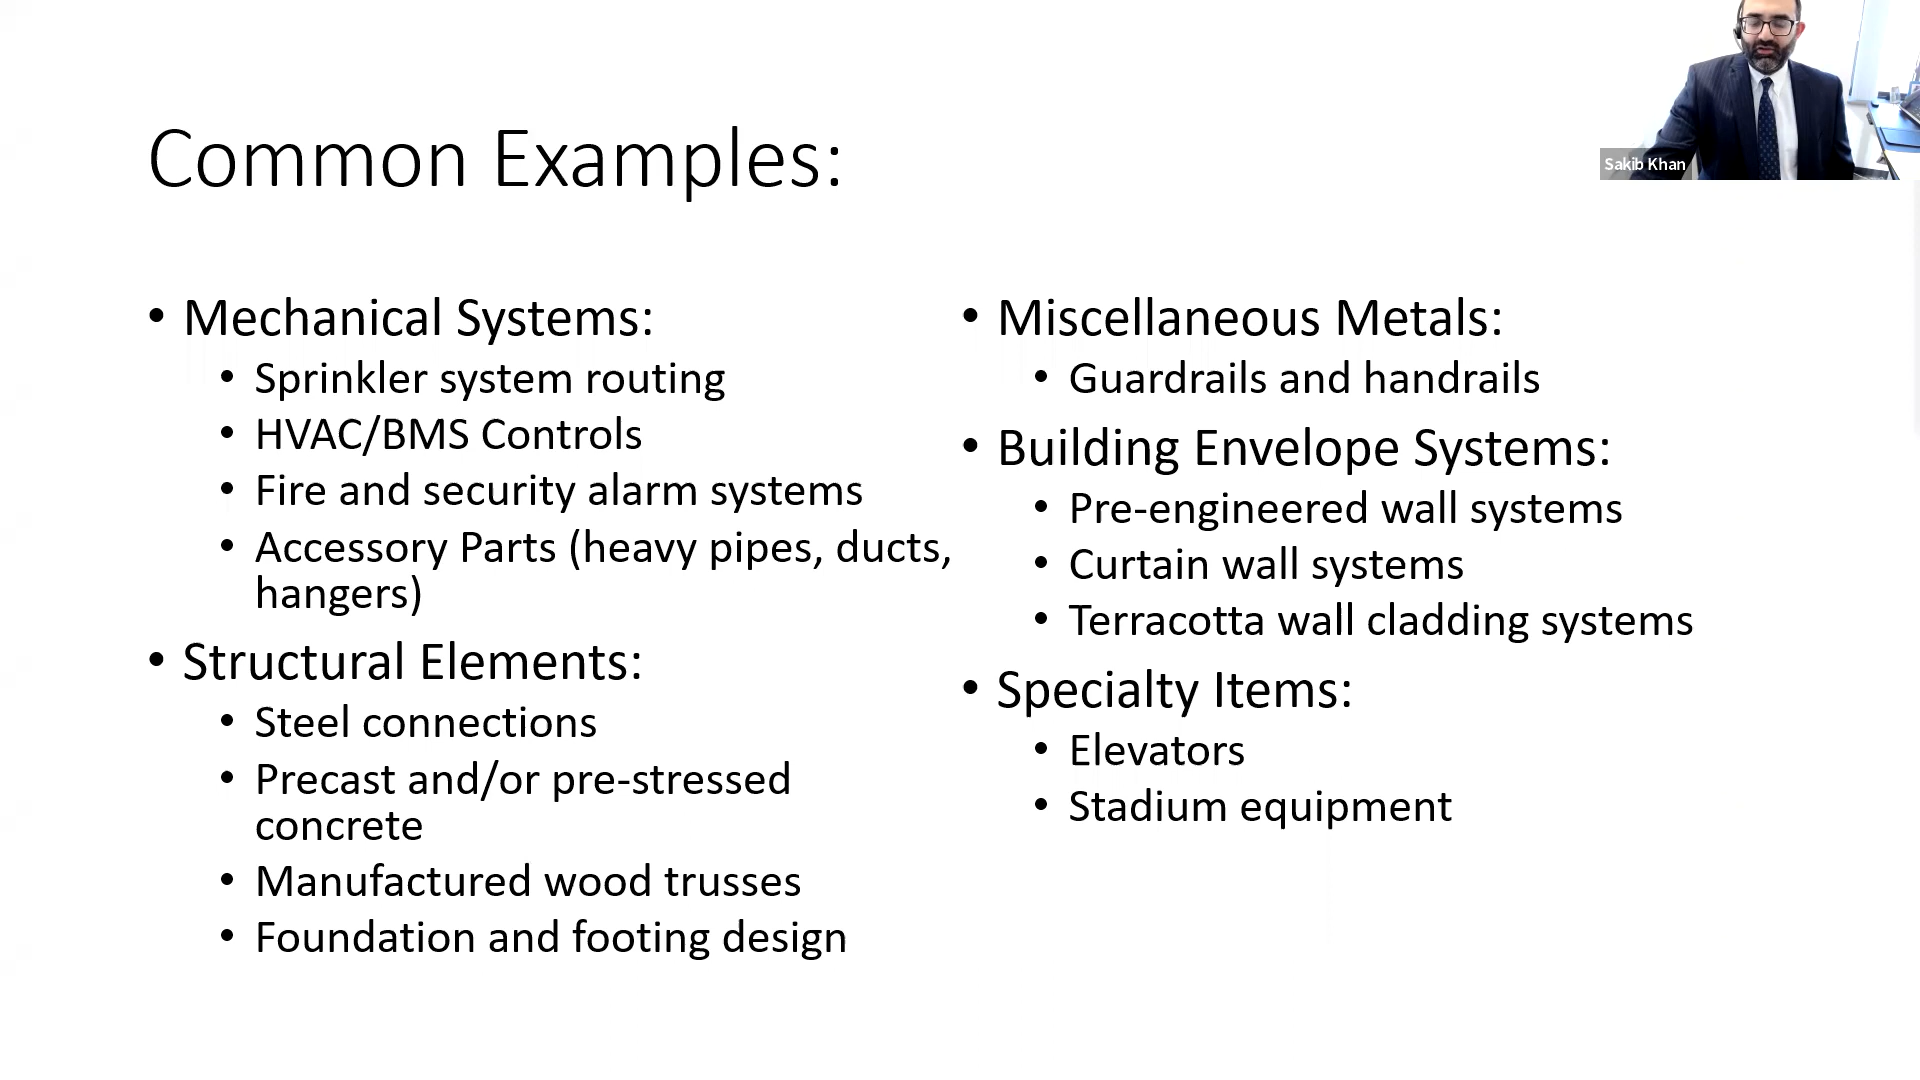 Common Examples:
• Mechanical Systems:
• Sprinkler system routing
• HVAC/BMS Controls
• Fire and security alarm systems
• Accessory Parts (heavy pipes, ducts,
hangers)
• Structural Elements:
• Steel connections
• Precast and/or pre-stressed
concrete
• Manufactured wood trusses
• Foundation and footing design
• Miscellaneous Metals:
• Guardrails and handrails
• Building Envelope Systems:
• Pre-engineered wall systems
• Curtain wall systems
• Terracotta wall cladding systems
• Specialty Items:
• Elevators
• Stadium equipment
Sakib Khan